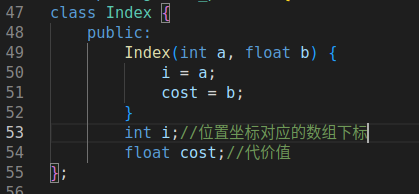 47 class Index {
48     public:
49         Index(int a, float b) {
50             i = a;
51             cost = b;
52         }
53         int i;//位置坐标对应的数组下标
54         float cost;//代价值
55 };